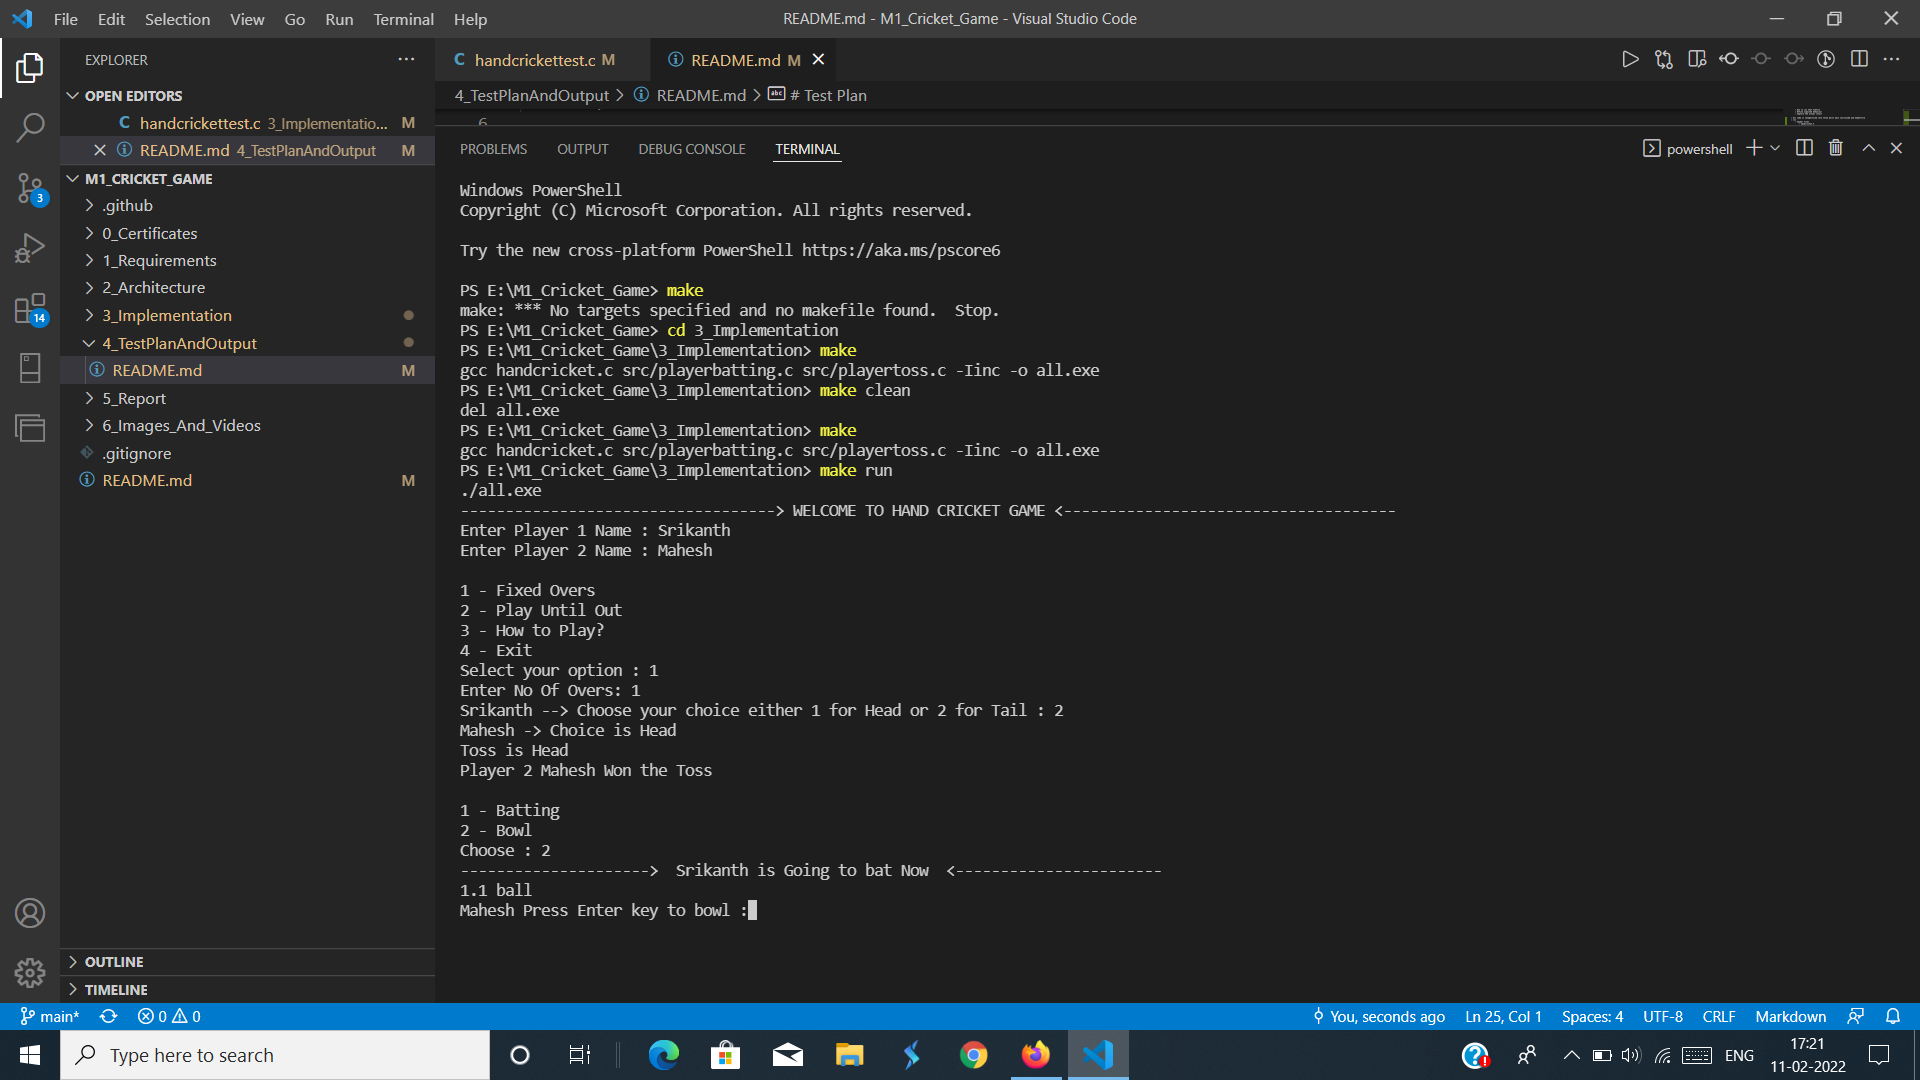 File Edit Selection View Go Run Terminal Help
README.md - M1_Cricket_Game - Visual Studio Code
EXPLORER
OPEN EDITORS
C handcrickettest.c 3_Implementatio... M
README.md 4_TestPlanAndOutput M
M1_CRICKET_GAME
.github
0_Certificates
1_Requirements
2_Architecture
3_Implementation
4_TestPlanAndOutput
README.md M
5_Report
6_Images_And_Videos
.gitignore
README.md M
OUTLINE
TIMELINE
3
14
C handcrickettest.c M
README.md M
4_TestPlanAndOutput > README.md > abc # Test Plan
6
PROBLEMS OUTPUT DEBUG CONSOLE TERMINAL
powershell
Windows PowerShell
Copyright (C) Microsoft Corporation. All rights reserved.
Try the new cross-platform PowerShell https://aka.ms/pscore6
PS E:\M1_Cricket_Game> make
make: *** No targets specified and no makefile found.  Stop.
PS E:\M1_Cricket_Game> cd 3_Implementation
PS E:\M1_Cricket_Game\3_Implementation> make
gcc handcricket.c src/playerbatting.c src/playertoss.c -Iinc -o all.exe
PS E:\M1_Cricket_Game\3_Implementation> make clean
del all.exe
PS E:\M1_Cricket_Game\3_Implementation> make
gcc handcricket.c src/playerbatting.c src/playertoss.c -Iinc -o all.exe
PS E:\M1_Cricket_Game\3_Implementation> make run
./all.exe
-----------------------------------> WELCOME TO HAND CRICKET GAME <-------------------------------------
Enter Player 1 Name : Srikanth
Enter Player 2 Name : Mahesh
1 - Fixed Overs
2 - Play Until Out
3 - How to Play?
4 - Exit
Select your option : 1
Enter No Of Overs: 1
Srikanth --> Choose your choice either 1 for Head or 2 for Tail : 2
Mahesh -> Choice is Head
Toss is Head
Player 2 Mahesh Won the Toss
1 - Batting
2 - Bowl
Choose : 2
--------------------->  Srikanth is Going to bat Now  <-----------------------
1.1 ball
Mahesh Press Enter key to bowl :
main* 0 0
You, seconds ago Ln 25, Col 1 Spaces: 4 UTF-8 CRLF Markdown
Type here to search
ENG
17:21
11-02-2022